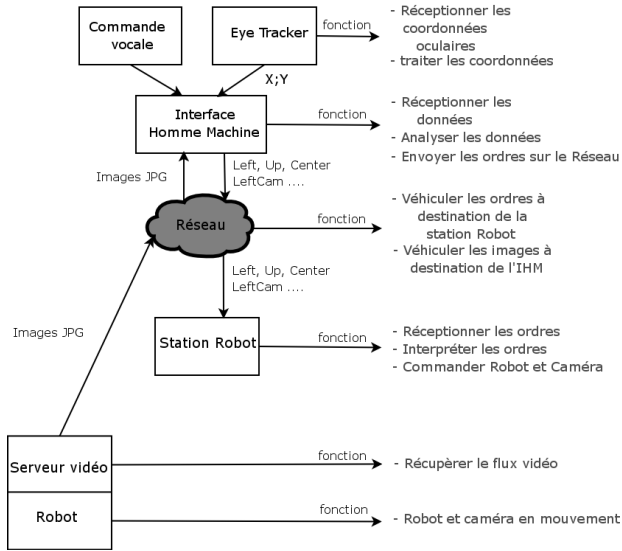 Commande
vocale
Eye Tracker
fonction
- Réceptionner les
coordonnées
oculaires
- traiter les coordonnées
X;Y
Interface
Homme Machine
fonction
- Réceptionner les
données
- Analyser les données
- Envoyer les ordres sur le Réseau
Images JPG
Left, Up, Center
LeftCam ....
Réseau
fonction
- Véhiculer les ordres à
destination de la
station Robot
- Véhiculer les images à
destination de l'IHM
Left, Up, Center
LeftCam ....
Images JPG
Station Robot
fonction
- Réceptionner les ordres
- Interpréter les ordres
- Commander Robot et Caméra
Serveur vidéo
fonction
- Récupèrer le flux vidéo
Robot
fonction
- Robot et caméra en mouvement